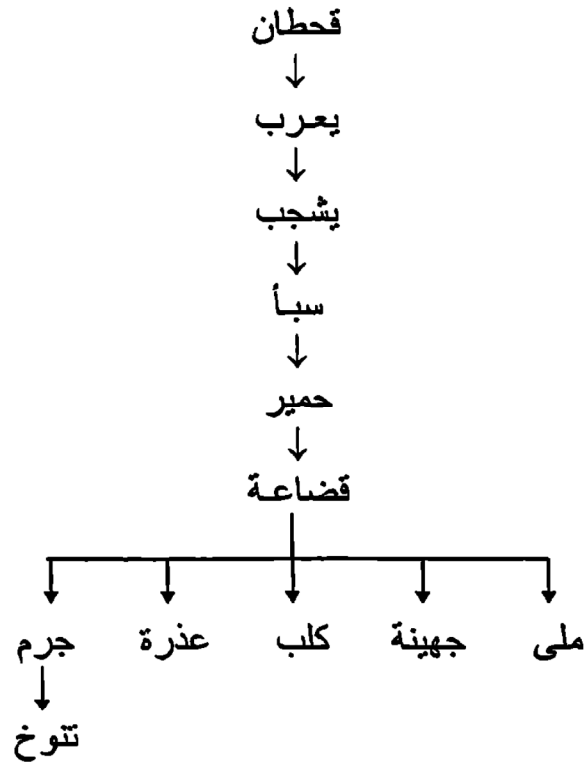 قحطان
يعرب
يشجب
سبأ
حمير
قضاعة
ملى جهينة كلب عذرة جرم
تنوخ